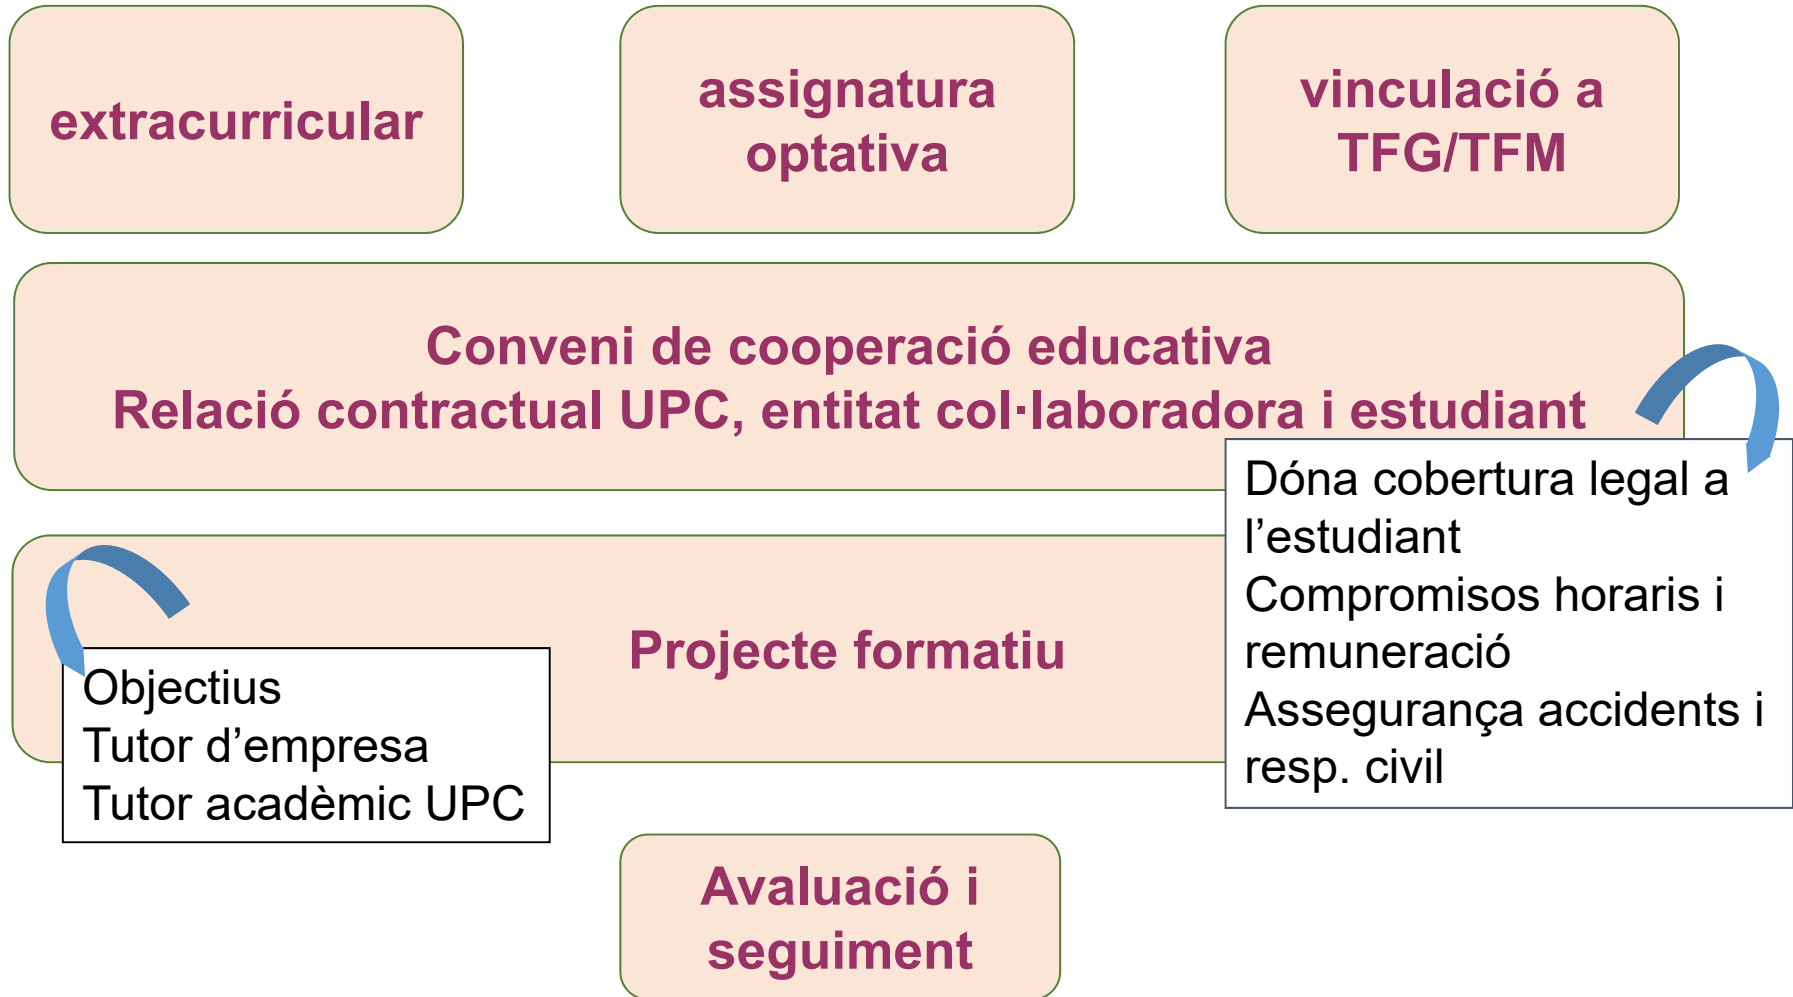 extracurricular
assignatura
optativa
vinculació a
TFG/TFM
Conveni de cooperació educativa
Relació contractual UPC, entitat col·laboradora i estudiant
Dóna cobertura legal a
l’estudiant
Compromisos horaris i
remuneració
Assegurança accidents i
resp. civil
Projecte formatiu
Objectius
Tutor d’empresa
Tutor acadèmic UPC
Avaluació i
seguiment